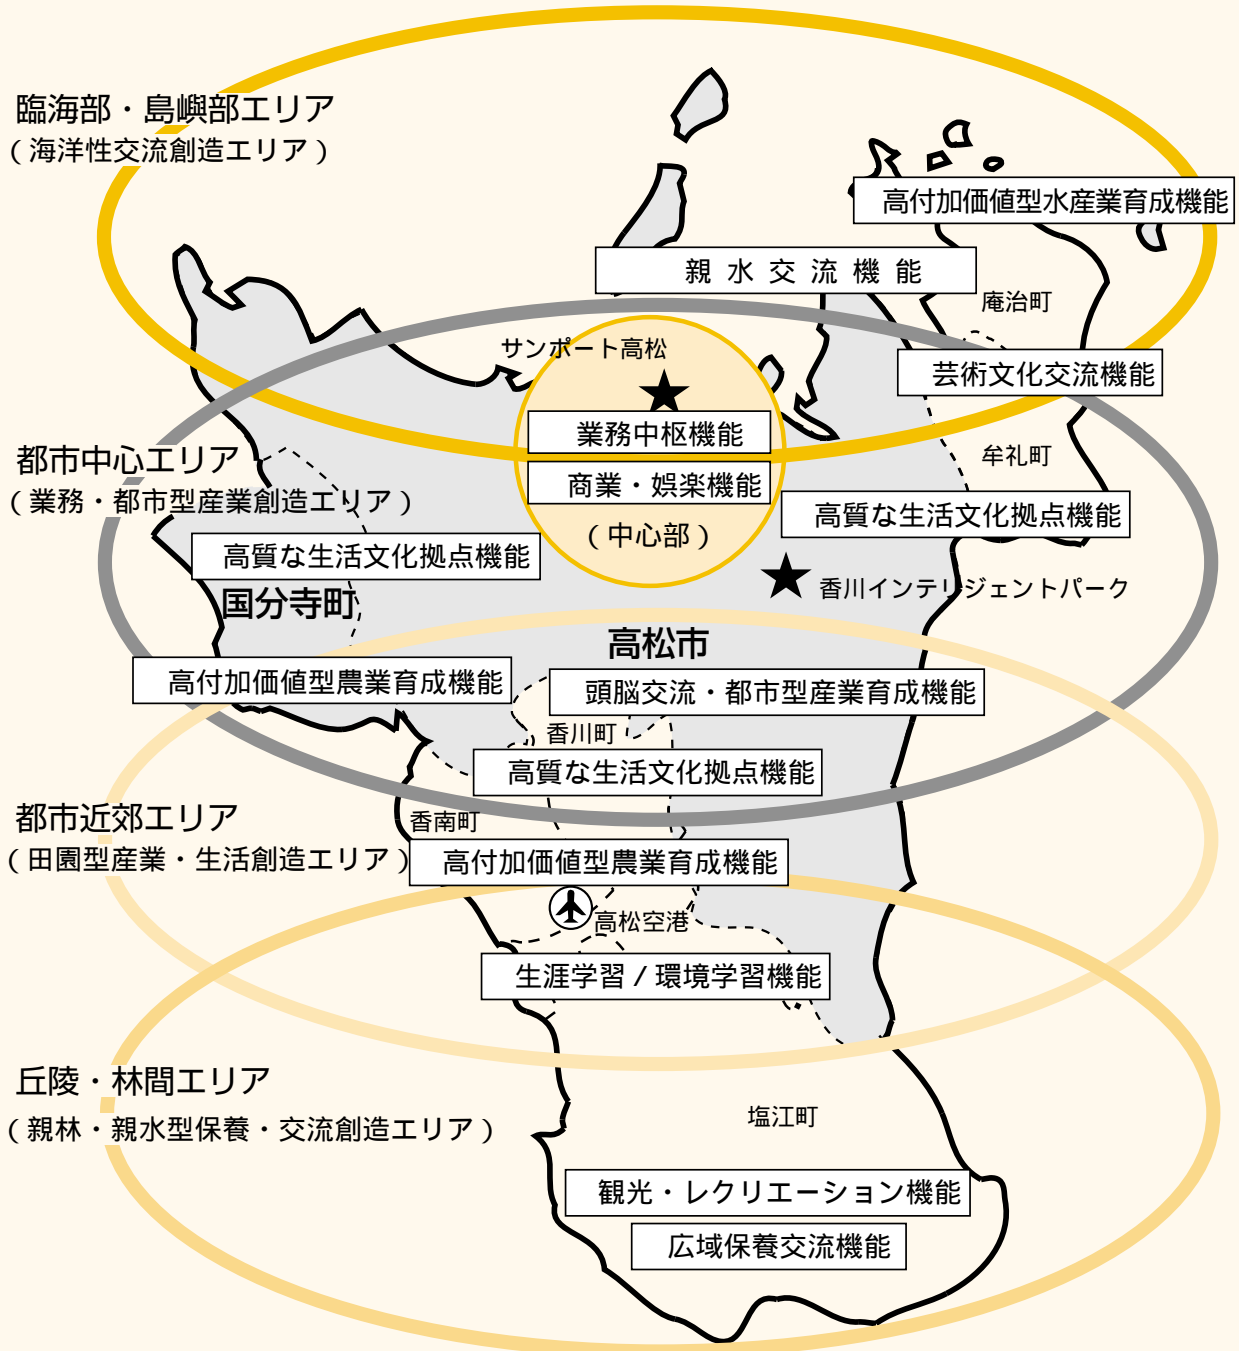 臨海部・島嶼部エリア
（海洋性交流創造エリア）
高付加価値型水産業育成機能
親水交流機能
庵治町
サンポート高松
芸術文化交流機能
業務中枢機能
都市中心エリア
（業務・都市型産業創造エリア）
牟礼町
商業・娯楽機能
高質な生活文化拠点機能
（中心部）
高質な生活文化拠点機能
香川インテリジェントパーク
国分寺町
高松市
高付加価値型農業育成機能
頭脳交流・都市型産業育成機能
香川町
高質な生活文化拠点機能
都市近郊エリア
（田園型産業・生活創造エリア）
香南町
高付加価値型農業育成機能
高松空港
生涯学習/環境学習機能
丘陵・林間エリア
（親林・親水型保養・交流創造エリア）
塩江町
観光・レクリエーション機能
広域保養交流機能